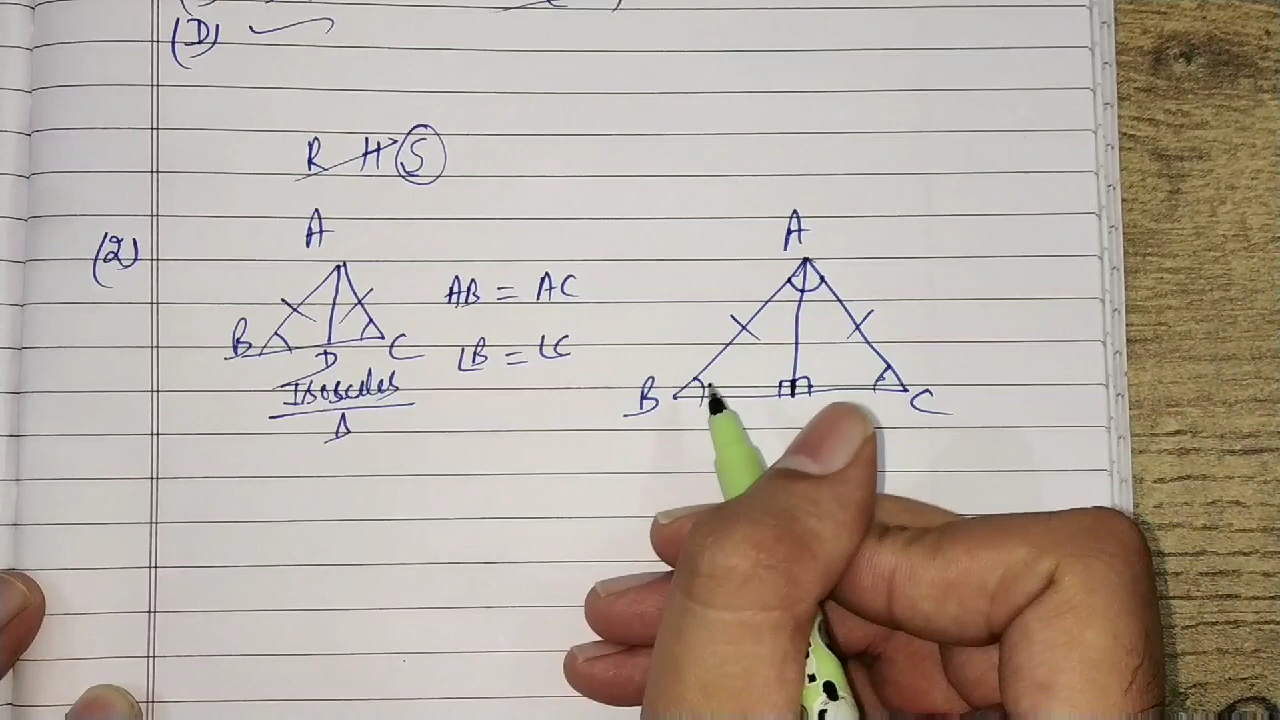 (D)
R H S
(2)
A
A
AB = AC
B D C
∠B = ∠C
Isosceles
Δ
B C